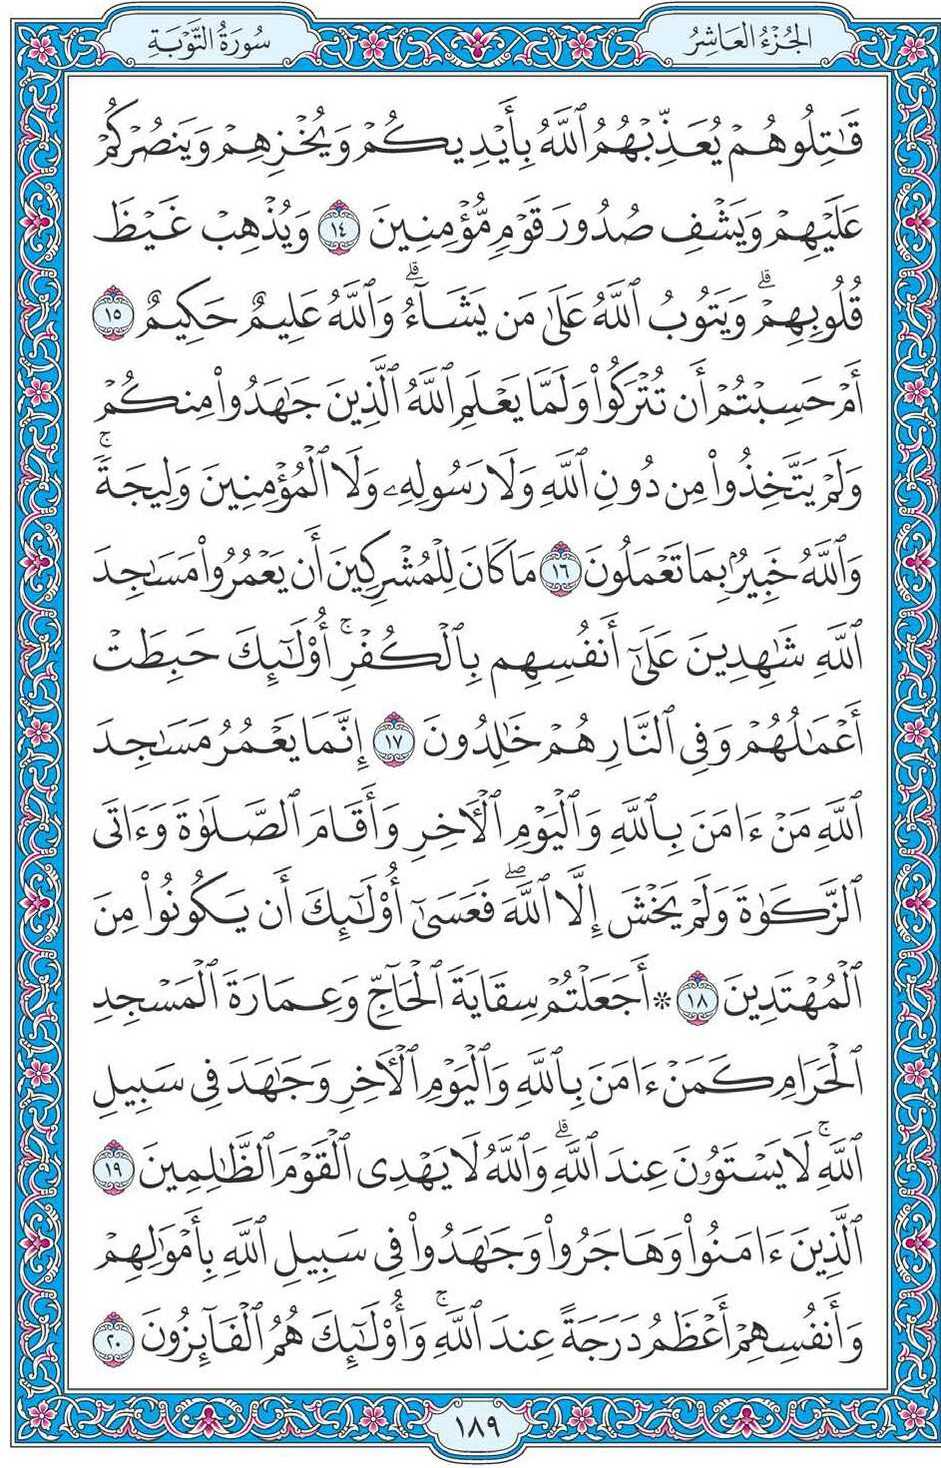 الجُزْءُ العَاشِرُ
سُورَةُ التَّوْبَةِ
قَٰتِلُوهُمْ يُعَذِّبْهُمُ ٱللَّهُ بِأَيْدِيكُمْ وَيُخْزِهِمْ وَيَنصُرْكُمْ
عَلَيْهِمْ وَيَشْفِ صُدُورَ قَوْمٍ مُّؤْمِنِينَ ١٤ وَيُذْهِبْ غَيْظَ
قُلُوبِهِمْۗ وَيَتُوبُ ٱللَّهُ عَلَىٰ مَن يَشَآءُۗ وَٱللَّهُ عَلِيمٌ حَكِيمٌ ١٥
أَمْ حَسِبْتُمْ أَن تُتْرَكُوا۟ وَلَمَّا يَعْلَمِ ٱللَّهُ ٱلَّذِينَ جَٰهَدُوا۟ مِنكُمْ
وَلَمْ يَتَّخِذُوا۟ مِن دُونِ ٱللَّهِ وَلَا رَسُولِهِۦ وَلَا ٱلْمُؤْمِنِينَ وَلِيجَةًۚ
وَٱللَّهُ خَبِيرٌۢ بِمَا تَعْمَلُونَ ١٦ مَا كَانَ لِلْمُشْرِكِينَ أَن يَعْمُرُوا۟ مَسَٰجِدَ
ٱللَّهِ شَٰهِدِينَ عَلَىٰٓ أَنفُسِهِم بِٱلْكُفْرِۚ أُو۟لَٰٓئِكَ حَبِطَتْ
أَعْمَٰلُهُمْ وَفِى ٱلنَّارِ هُمْ خَٰلِدُونَ ١٧ إِنَّمَا يَعْمُرُ مَسَٰجِدَ
ٱللَّهِ مَنْ ءَامَنَ بِٱللَّهِ وَٱلْيَوْمِ ٱلْءَاخِرِ وَأَقَامَ ٱلصَّلَوٰةَ وَءَاتَى
ٱلزَّكَوٰةَ وَلَمْ يَخْشَ إِلَّا ٱللَّهَۖ فَعَسَىٰٓ أُو۟لَٰٓئِكَ أَن يَكُونُوا۟ مِنَ
ٱلْمُهْتَدِينَ ١٨ ۞ أَجَعَلْتُمْ سِقَايَةَ ٱلْحَآجِّ وَعِمَارَةَ ٱلْمَسْجِدِ
ٱلْحَرَامِ كَمَنْ ءَامَنَ بِٱللَّهِ وَٱلْيَوْمِ ٱلْءَاخِرِ وَجَٰهَدَ فِى سَبِيلِ
ٱللَّهِۚ لَا يَسْتَوُۥنَ عِندَ ٱللَّهِۗ وَٱللَّهُ لَا يَهْدِى ٱلْقَوْمَ ٱلظَّٰلِمِينَ ١٩
ٱلَّذِينَ ءَامَنُوا۟ وَهَاجَرُوا۟ وَجَٰهَدُوا۟ فِى سَبِيلِ ٱللَّهِ بِأَمْوَٰلِهِمْ
وَأَنفُسِهِمْ أَعْظَمُ دَرَجَةً عِندَ ٱللَّهِۚ وَأُو۟لَٰٓئِكَ هُمُ ٱلْفَآئِزُونَ ٢٠
١٨٩